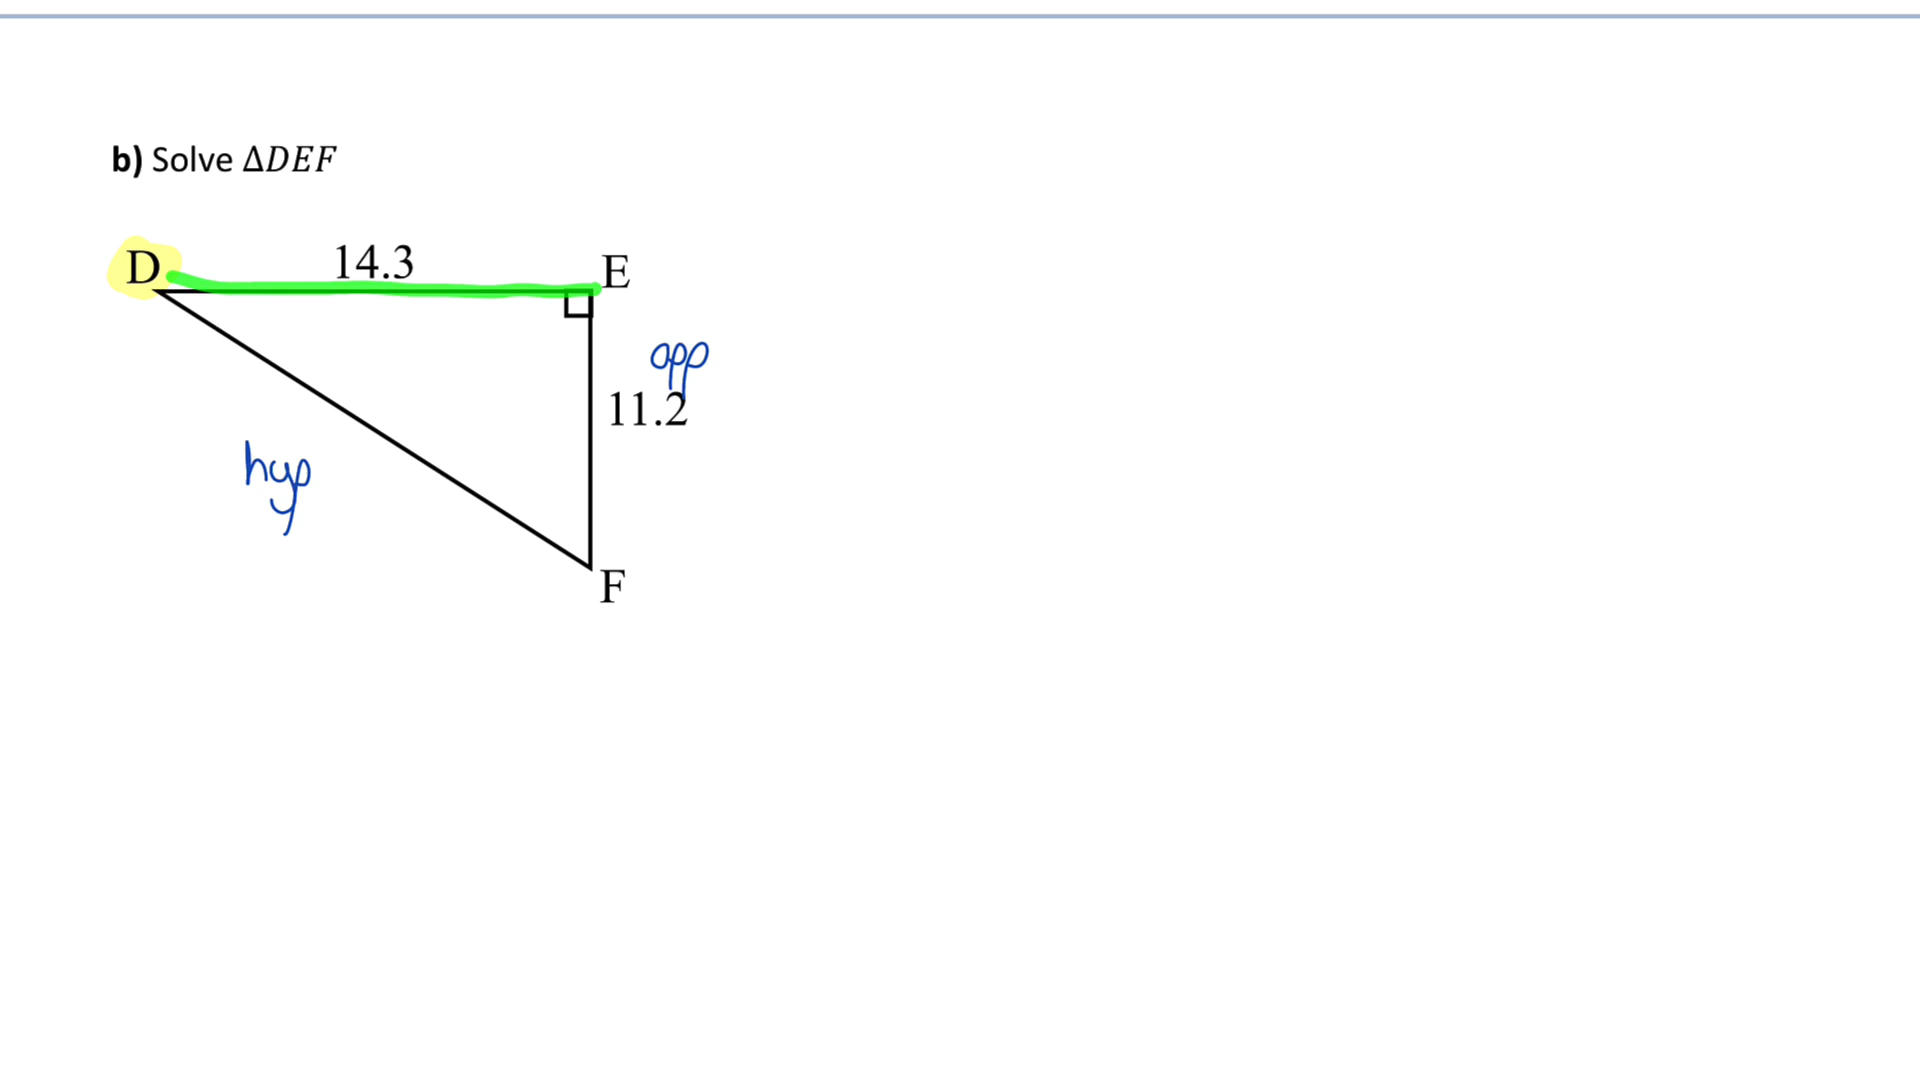 b) Solve ΔDEF
D
14.3
E
opp
11.2
hyp
F